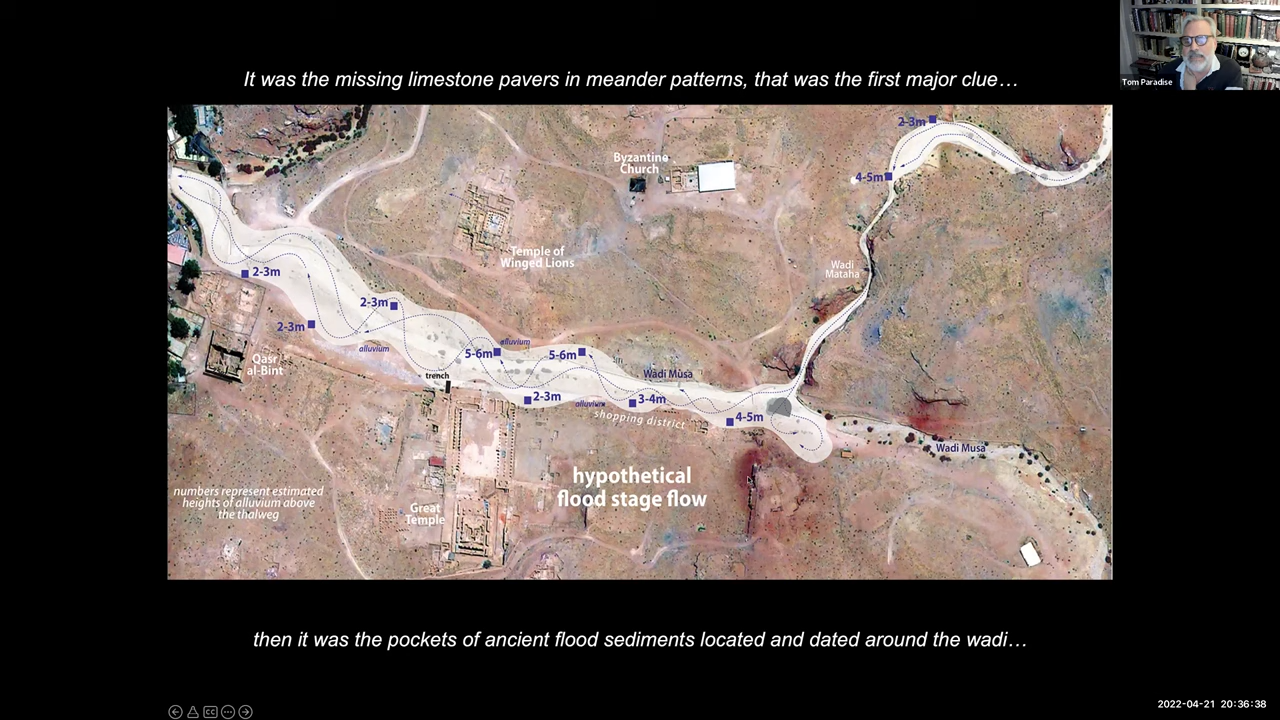 It was the missing limestone pavers in meander patterns, that was the first major clue…
Tom Paradise
2-3m
Byzantine
Church
4-5m
Temple of
Winged Lions
Wadi
Mataha
2-3m
2-3m
2-3m
alluvium
alluvium
5-6m
5-6m
Qasr
al-Bint
trench
Wadi Musa
2-3m
alluvium
3-4m
shopping district
4-5m
Wadi Musa
hypothetical
flood stage flow
numbers represent estimated
heights of alluvium above
the thalweg
Great
Temple
then it was the pockets of ancient flood sediments located and dated around the wadi…
CC
2022-04-21 20:36:38